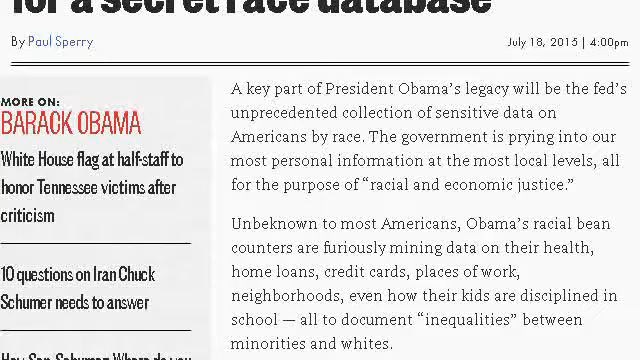 for a secret race database
By Paul Sperry
July 18, 2015 | 4:00pm
MORE ON:
BARACK OBAMA
White House flag at half-staff to
honor Tennessee victims after
criticism
10 questions on Iran Chuck
Schumer needs to answer
Hey Sen. Schumer: Where do you
A key part of President Obama's legacy will be the fed's
unprecedented collection of sensitive data on
Americans by race. The government is prying into our
most personal information at the most local levels, all
for the purpose of “racial and economic justice.”
Unbeknown to most Americans, Obama's racial bean
counters are furiously mining data on their health,
home loans, credit cards, places of work,
neighborhoods, even how their kids are disciplined in
school — all to document “inequalities” between
minorities and whites.